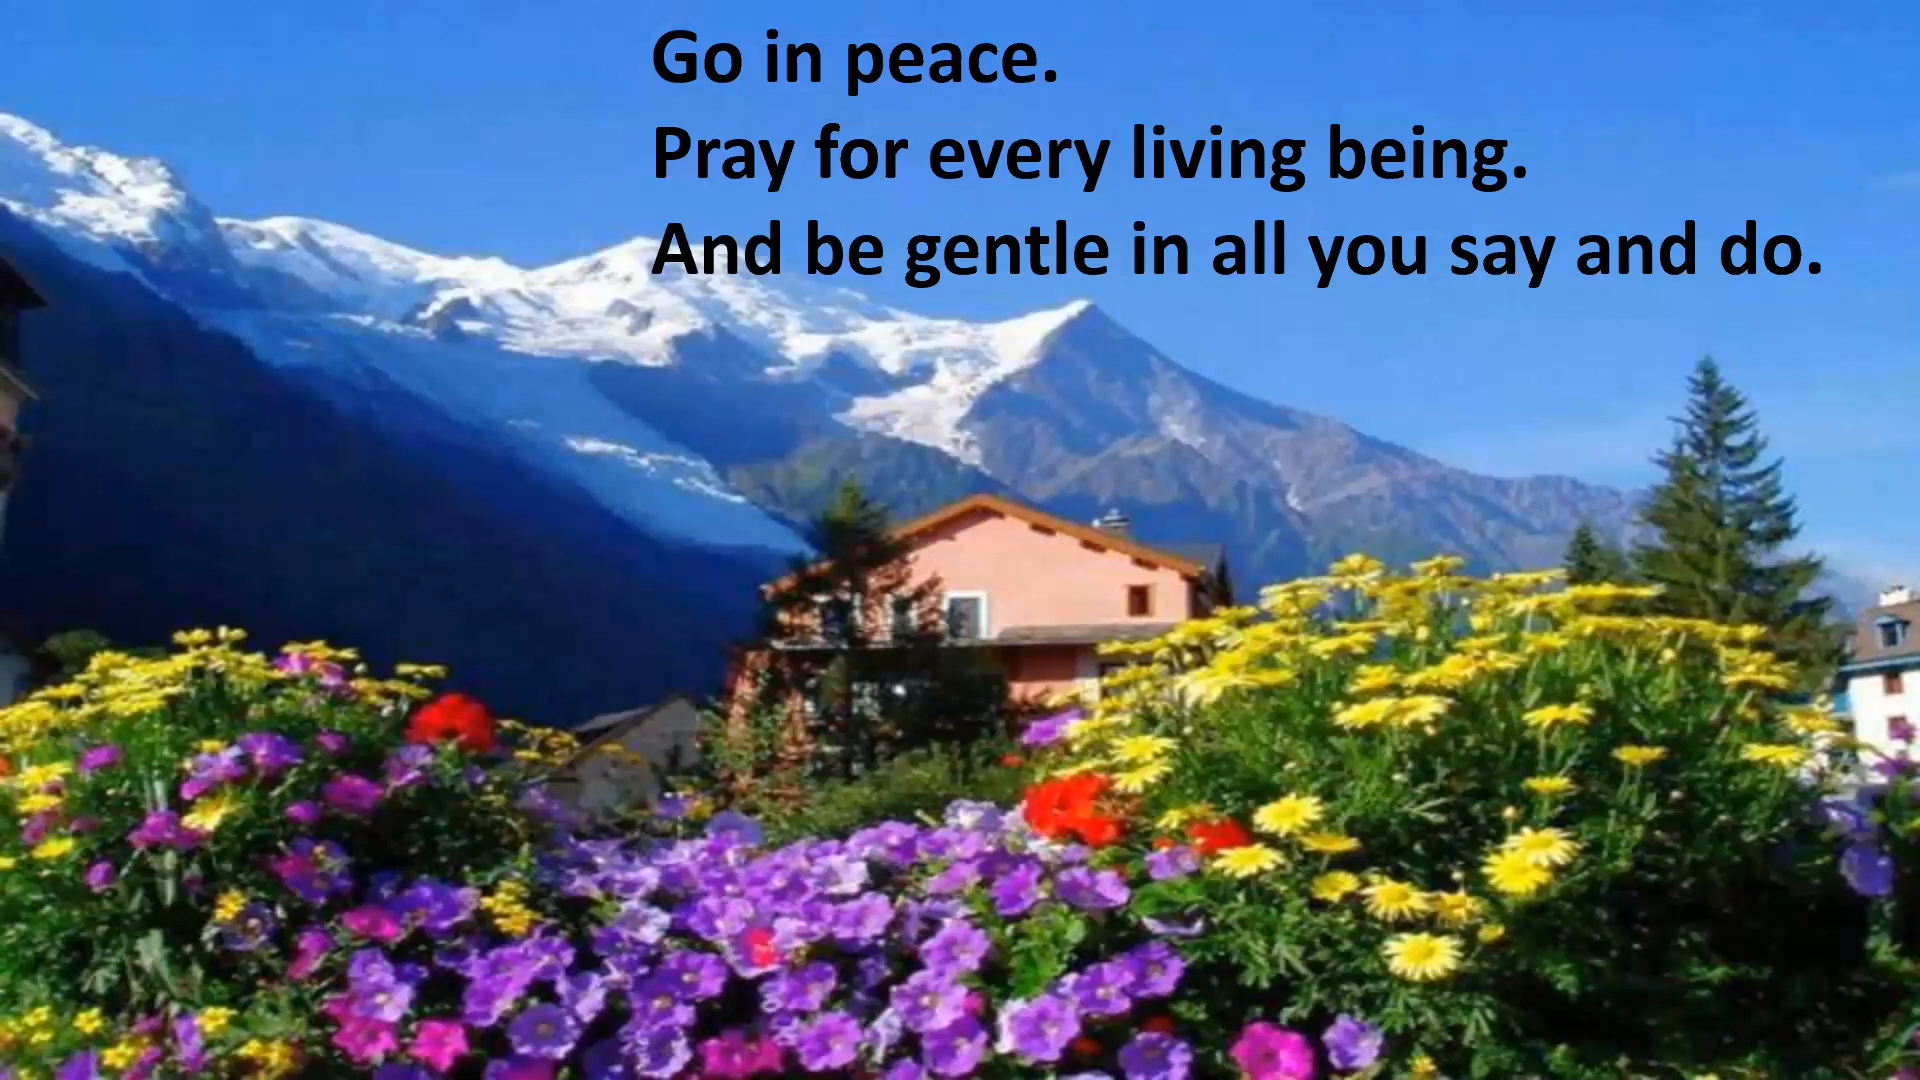 Go in peace.
Pray for every living being.
And be gentle in all you say and do.